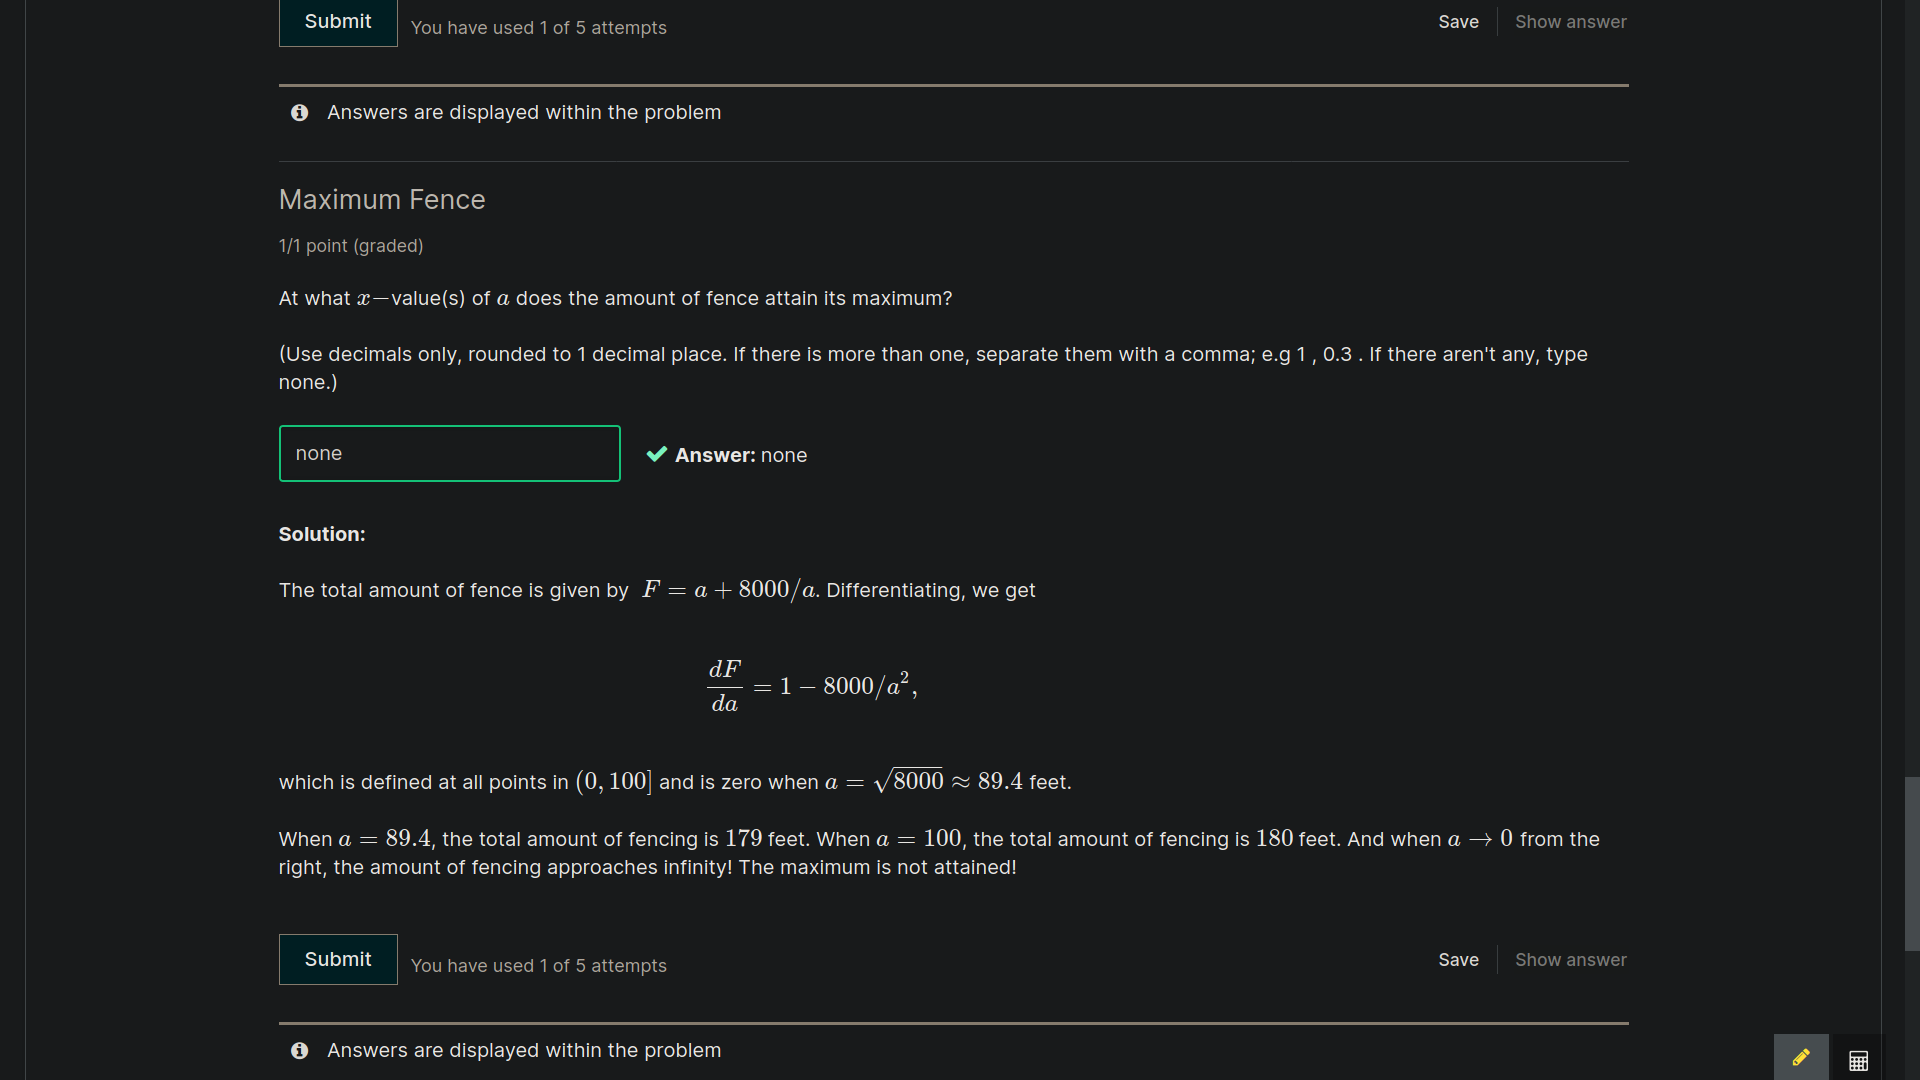 Submit
You have used 1 of 5 attempts
Save
Show answer
Answers are displayed within the problem
Maximum Fence
1/1 point (graded)
At what x−value(s) of a does the amount of fence attain its maximum?
(Use decimals only, rounded to 1 decimal place. If there is more than one, separate them with a comma; e.g 1 , 0.3 . If there aren't any, type
none.)
none
Answer: none
Solution:
The total amount of fence is given by F = a + 8000/a. Differentiating, we get
dF/da = 1 − 8000/a²,
which is defined at all points in (0, 100] and is zero when a = √8000 ≈ 89.4 feet.
When a = 89.4, the total amount of fencing is 179 feet. When a = 100, the total amount of fencing is 180 feet. And when a → 0 from the
right, the amount of fencing approaches infinity! The maximum is not attained!
Submit
You have used 1 of 5 attempts
Save
Show answer
Answers are displayed within the problem